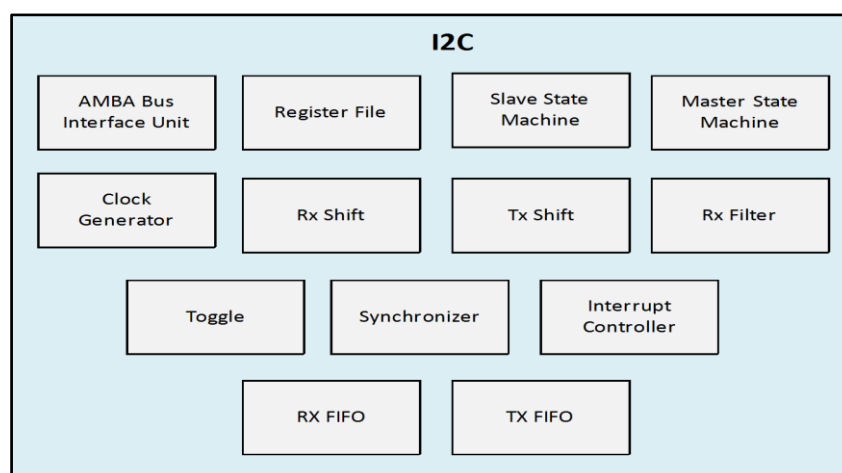 I2C
AMBA Bus
Interface Unit
Register File
Slave State
Machine
Master State
Machine
Clock
Generator
Rx Shift
Tx Shift
Rx Filter
Toggle
Synchronizer
Interrupt
Controller
RX FIFO
TX FIFO